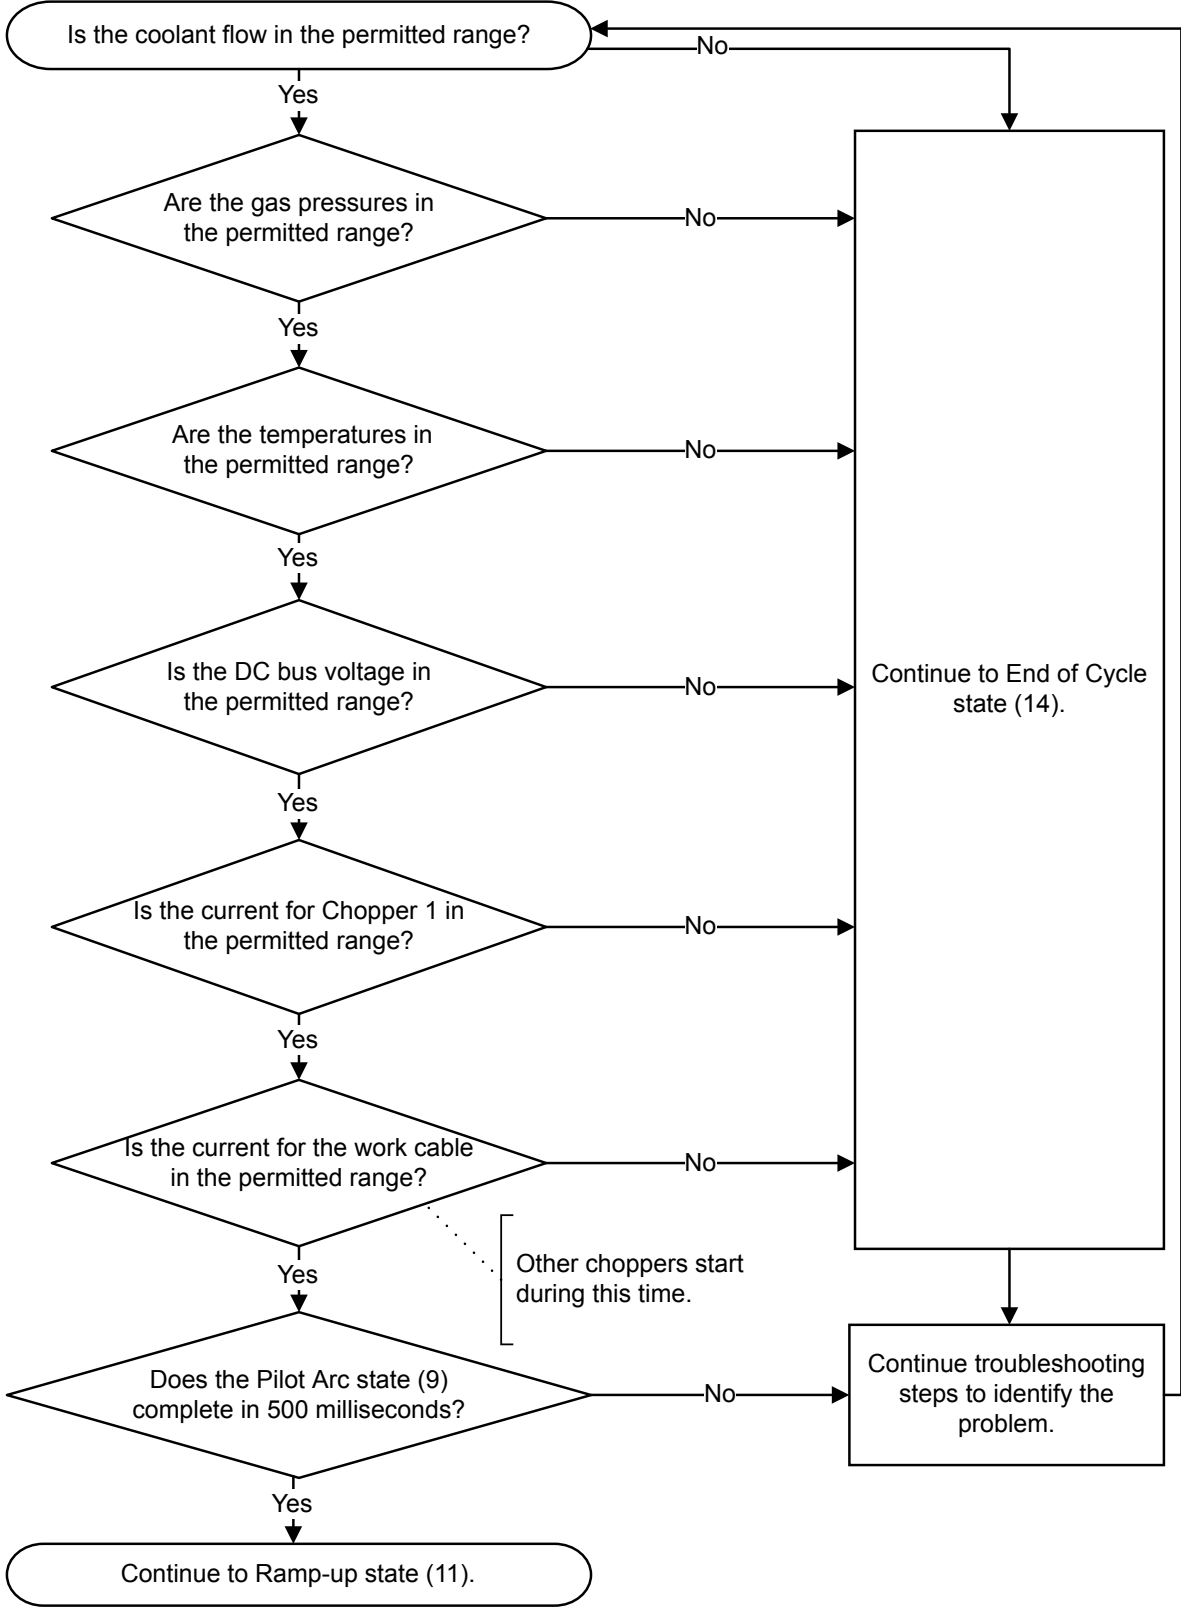 Is the coolant flow in the permitted range?
No
Yes
Are the gas pressures in
the permitted range?
No
Yes
Are the temperatures in
the permitted range?
No
Yes
Is the DC bus voltage in
the permitted range?
No
Continue to End of Cycle
state (14).
Yes
Is the current for Chopper 1 in
the permitted range?
No
Yes
Is the current for the work cable
in the permitted range?
No
Other choppers start
during this time.
Yes
Does the Pilot Arc state (9)
complete in 500 milliseconds?
No
Continue troubleshooting
steps to identify the
problem.
Yes
Continue to Ramp-up state (11).